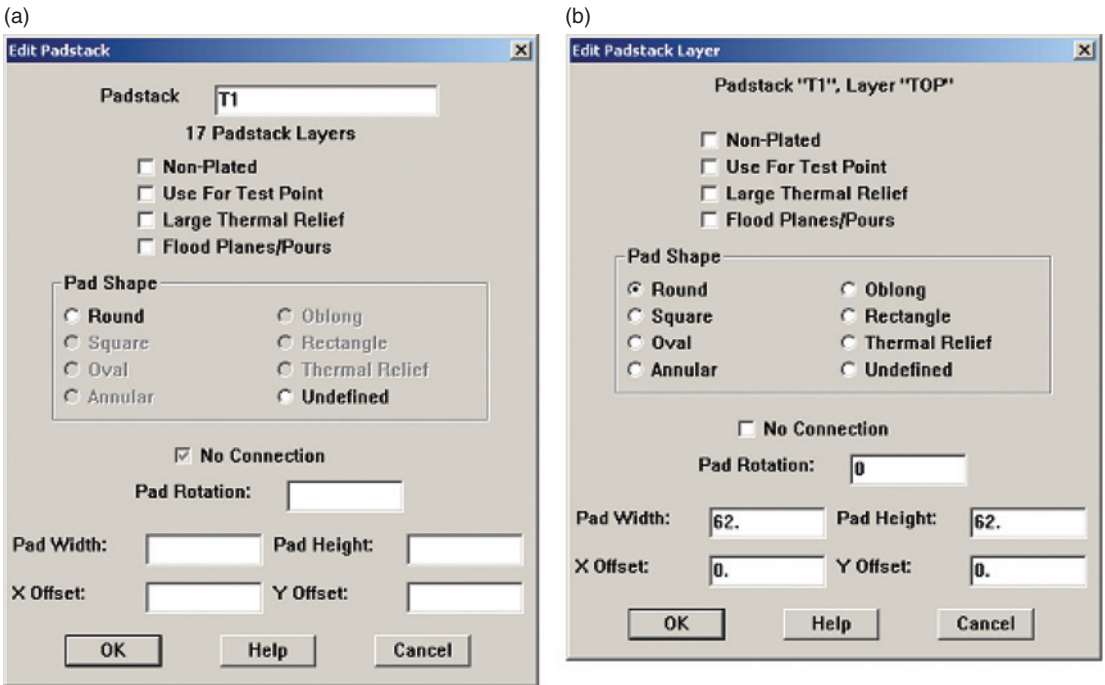 (a)
Edit Padstack
Padstack T1
17 Padstack Layers
Non-Plated
Use For Test Point
Large Thermal Relief
Flood Planes/Pours
Pad Shape
Round Oblong
Square Rectangle
Oval Thermal Relief
Annular Undefined
No Connection
Pad Rotation:
Pad Width: Pad Height:
X Offset: Y Offset:
OK Help Cancel
(b)
Edit Padstack Layer
Padstack "T1", Layer "TOP"
Non-Plated
Use For Test Point
Large Thermal Relief
Flood Planes/Pours
Pad Shape
Round Oblong
Square Rectangle
Oval Thermal Relief
Annular Undefined
No Connection
Pad Rotation: 0
Pad Width: 62. Pad Height: 62.
X Offset: 0. Y Offset: 0.
OK Help Cancel